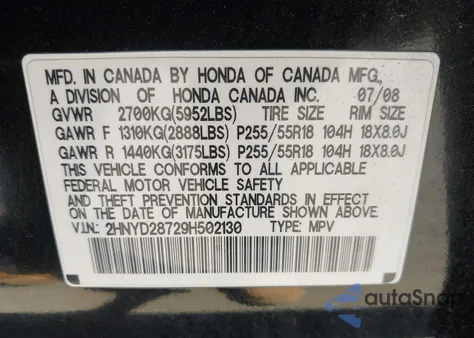 MFD. IN CANADA BY HONDA OF CANADA MFG.,
A DIVISION OF HONDA CANADA INC. 07/08
GVWR 2700KG(5952LBS) TIRE SIZE RIM SIZE
GAWR F 1310KG(2888LBS) P255/55R18 104H 18X8.0J
GAWR R 1440KG(3175LBS) P255/55R18 104H 18X8.0J
THIS VEHICLE CONFORMS TO ALL APPLICABLE
FEDERAL MOTOR VEHICLE SAFETY
AND THEFT PREVENTION STANDARDS IN EFFECT
ON THE DATE OF MANUFACTURE SHOWN ABOVE.
V.I.N.: 2HNYD28729H502130 TYPE: MPV
autoSnap